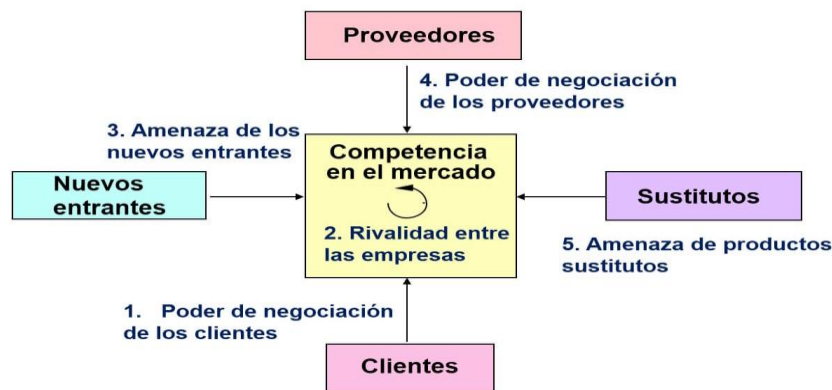 Proveedores
4. Poder de negociación
de los proveedores
3. Amenaza de los
nuevos entrantes
Competencia
en el mercado
Nuevos
entrantes
Sustitutos
2. Rivalidad entre
las empresas
5. Amenaza de productos
sustitutos
1. Poder de negociación
de los clientes
Clientes